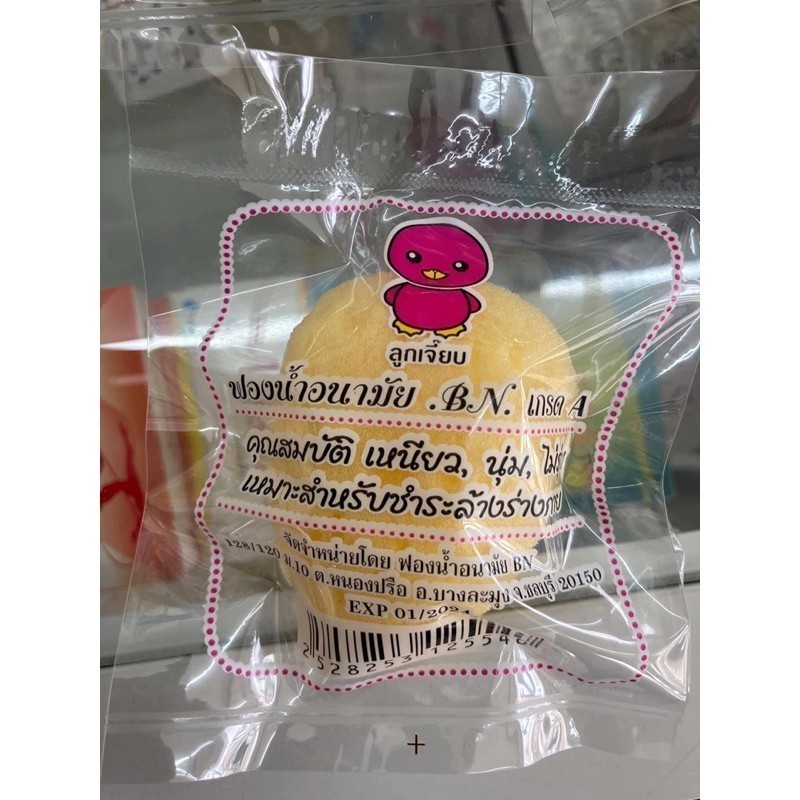 ลูกเจี๊ยบ
ฟองน้ำอนามัย .BN. เกรด A
คุณสมบัติ เหนียว, นุ่ม,
เหมาะสำหรับชำระล้างร่างกาย
จัดจำหน่ายโดย ฟองน้ำอนามัย BN
128/120 ม.10 ต.หนองปรือ อ.บางละมุง จ.ชลบุรี 20150
EXP